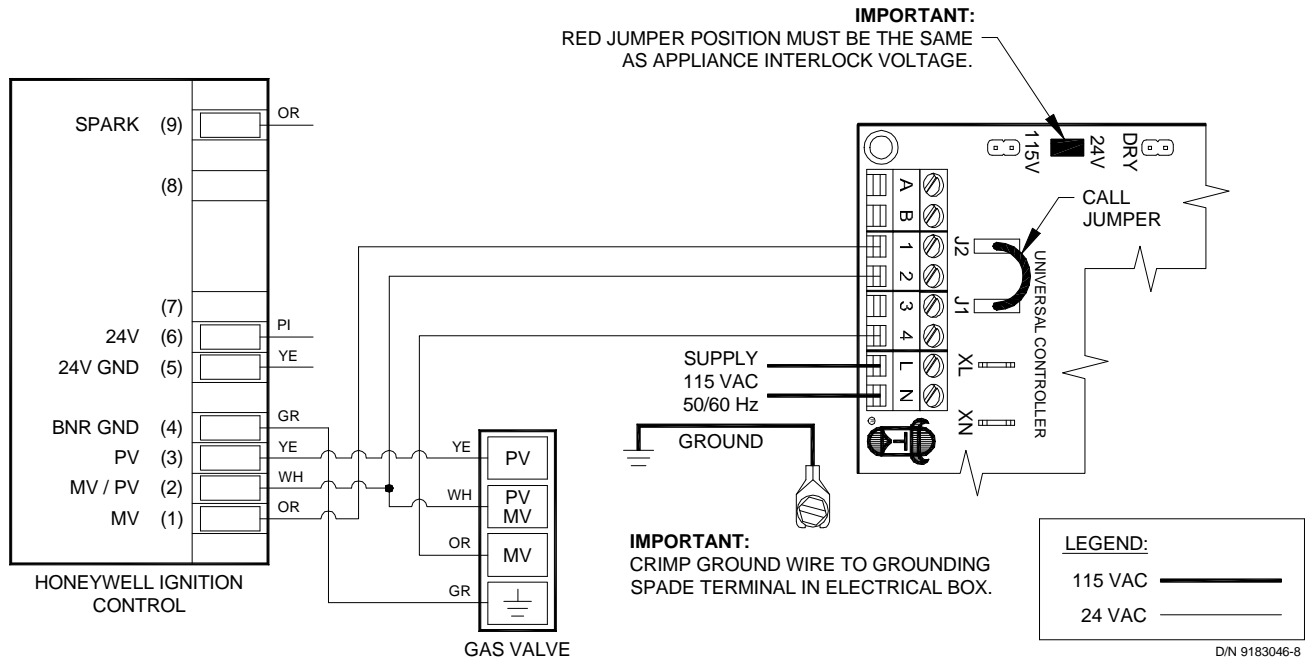 IMPORTANT:
RED JUMPER POSITION MUST BE THE SAME
AS APPLIANCE INTERLOCK VOLTAGE.
SPARK (9) OR
(8)
(7)
24V (6) PI
24V GND (5) YE
BNR GND (4) GR
PV (3) YE
MV / PV (2) WH
MV (1) OR
HONEYWELL IGNITION
CONTROL
YE PV
WH PV
MV
OR MV
GR
GAS VALVE
115V
24V
DRY
CALL
JUMPER
A
B
1
2
3
4
L
N
J2
J1
XL
XN
UNIVERSAL CONTROLLER
T
®
SUPPLY
115 VAC
50/60 Hz
GROUND
IMPORTANT:
CRIMP GROUND WIRE TO GROUNDING
SPADE TERMINAL IN ELECTRICAL BOX.
LEGEND:
115 VAC
24 VAC
D/N 9183046-8